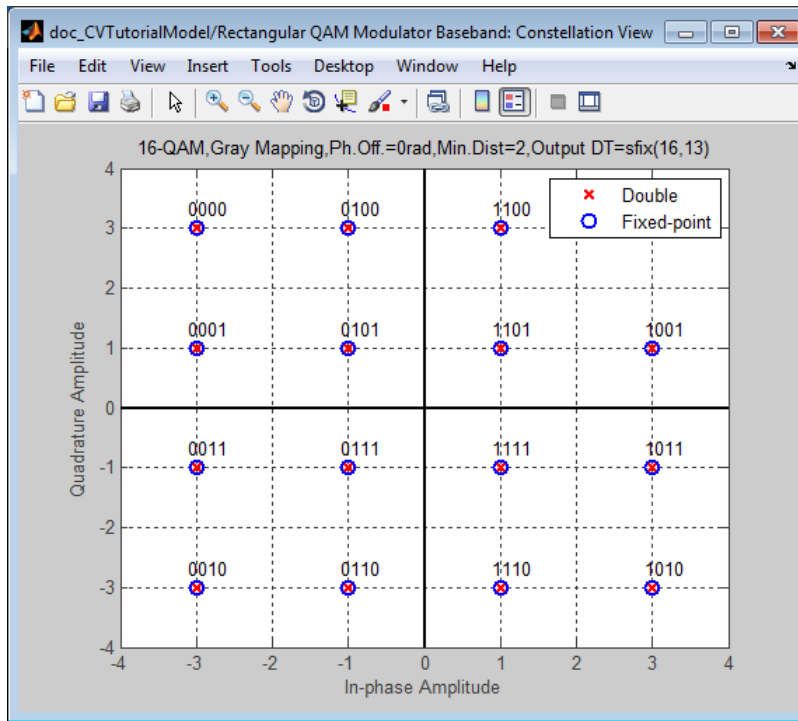 doc_CVTutorialModel/Rectangular QAM Modulator Baseband: Constellation View
File Edit View Insert Tools Desktop Window Help
16-QAM,Gray Mapping,Ph.Off.=0rad,Min.Dist=2,Output DT=sfix(16,13)
Double
Fixed-point
4
3
2
1
0
-1
-2
-3
-4
Quadrature Amplitude
0000 0100 1100
0001 0101 1101 1001
0011 0111 1111 1011
0010 0110 1110 1010
-4 -3 -2 -1 0 1 2 3 4
In-phase Amplitude